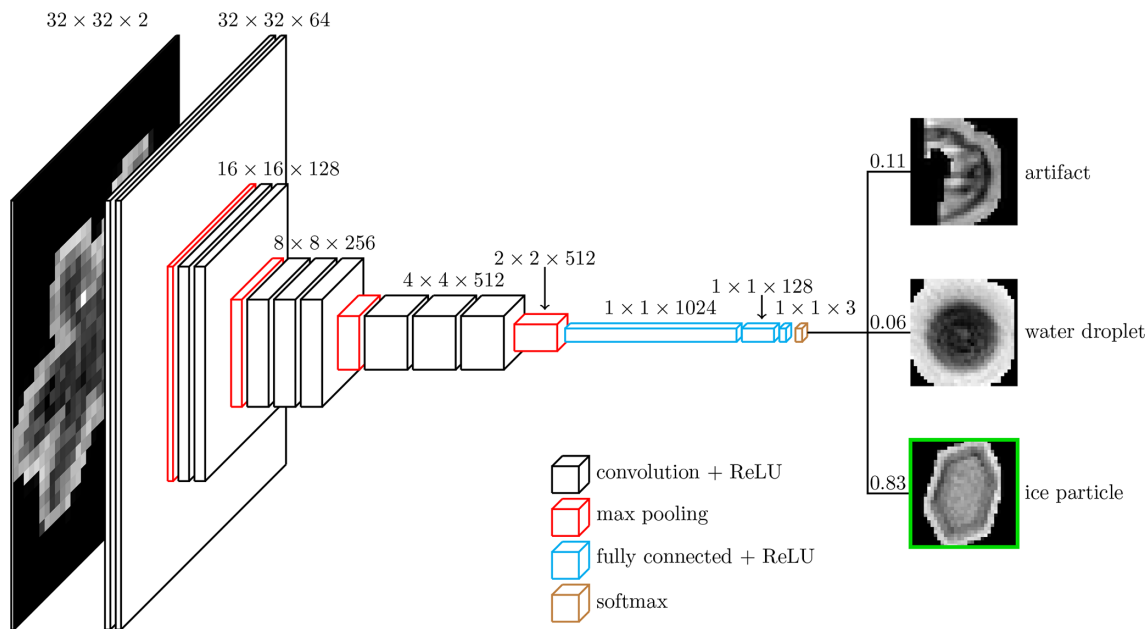 32 × 32 × 2
32 × 32 × 64
16 × 16 × 128
8 × 8 × 256
4 × 4 × 512
2 × 2 × 512
1 × 1 × 1024
1 × 1 × 128
1 × 1 × 3
0.11
artifact
0.06
water droplet
0.83
ice particle
convolution + ReLU
max pooling
fully connected + ReLU
softmax